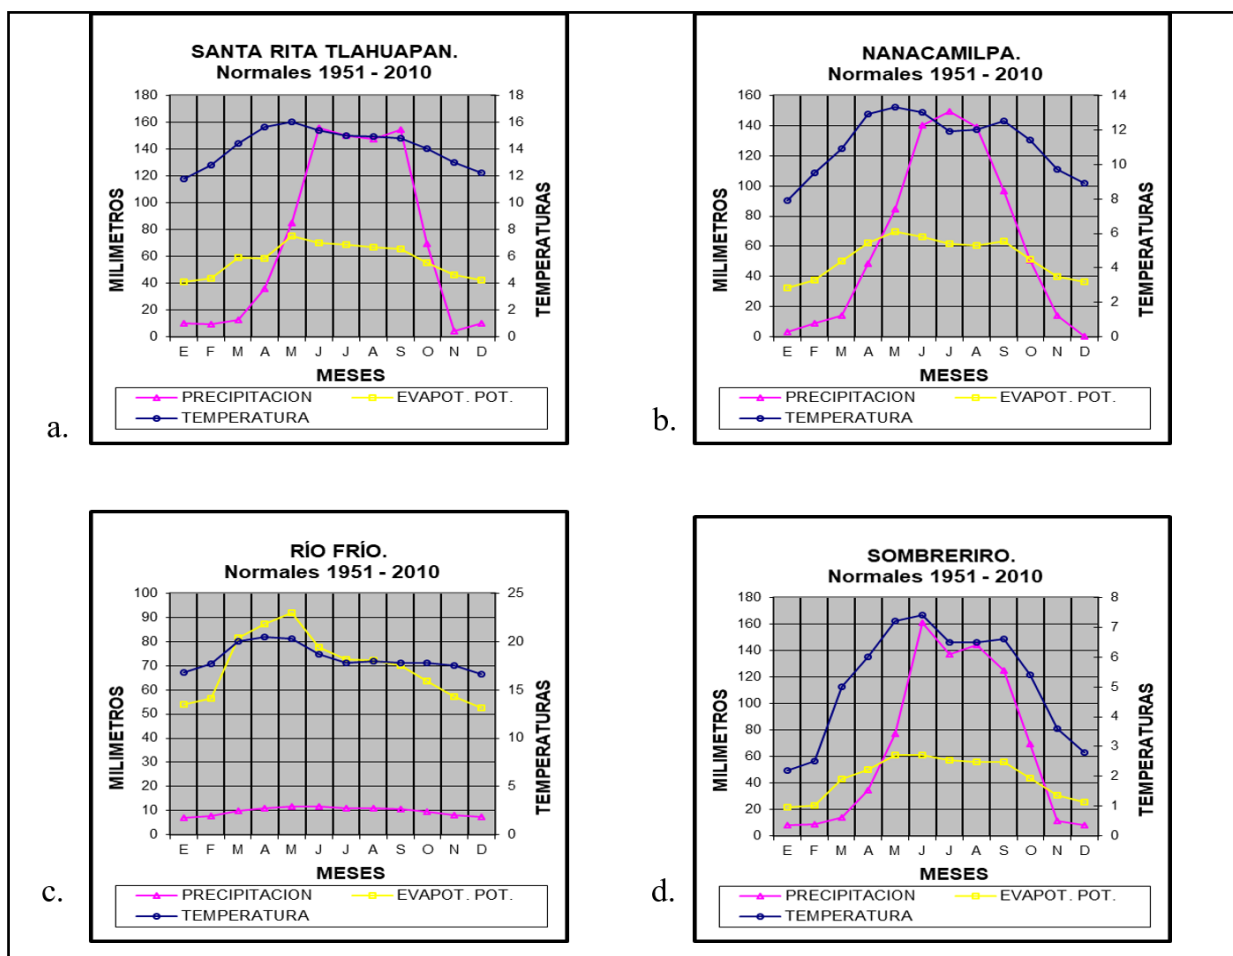 SANTA RITA TLAHUAPAN.
Normales 1951 - 2010
180 18
160 16
140 14
120 12
100 10
80 8
60 6
40 4
20 2
0 0
MILIMETROS
TEMPERATURAS
E F M A M J J A S O N D
MESES
PRECIPITACION EVAPOT. POT.
TEMPERATURA
a.
NANACAMILPA.
Normales 1951 - 2010
160 14
140 12
120 10
100 8
80 6
60 4
40 2
20 0
0
MILIMETROS
TEMPERATURAS
E F M A M J J A S O N D
MESES
PRECIPITACION EVAPOT. POT.
TEMPERATURA
b.
RÍO FRÍO.
Normales 1951 - 2010
100 25
90 20
80 15
70 10
60 5
50 0
40
30
20
10
0
MILIMETROS
TEMPERATURAS
E F M A M J J A S O N D
MESES
PRECIPITACION EVAPOT. POT.
TEMPERATURA
c.
SOMBRERIRO.
Normales 1951 - 2010
180 8
160 7
140 6
120 5
100 4
80 3
60 2
40 1
20 0
0
MILIMETROS
TEMPERATURAS
E F M A M J J A S O N D
MESES
PRECIPITACION EVAPOT. POT.
TEMPERATURA
d.